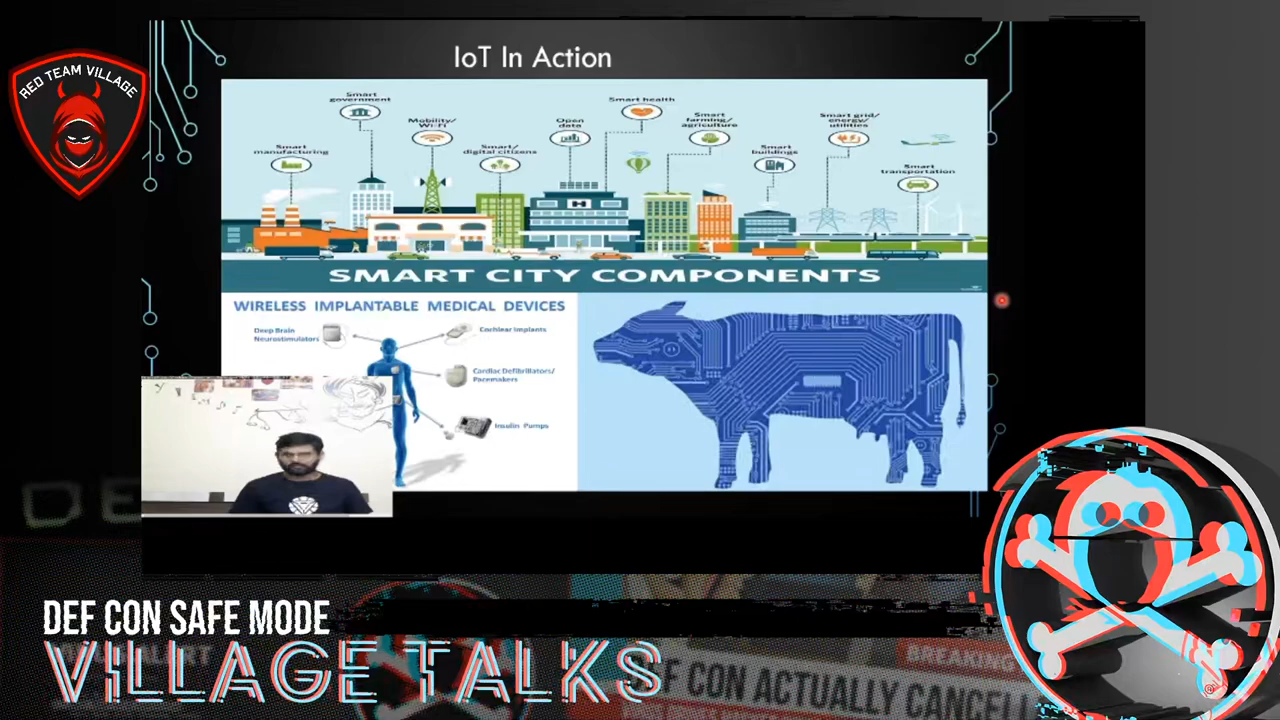 IoT In Action
RED TEAM VILLAGE
Smart
government
Mobility/
Wi-Fi
Open
data
Smart health
Smart
farming/
agriculture
Smart grid/
energy/
utilities
Smart
manufacturing
Smart/
digital citizens
Smart
buildings
Smart
transportation
H
SMART CITY COMPONENTS
WIRELESS IMPLANTABLE MEDICAL DEVICES
Deep Brain
Neurostimulators
Cochlear Implants
Cardiac Defibrillators/
Pacemakers
Insulin Pumps
DEF CON SAFE MODE
VILLAGE TALKS
BREAKING
DEF CON ACTUALLY CANCELL